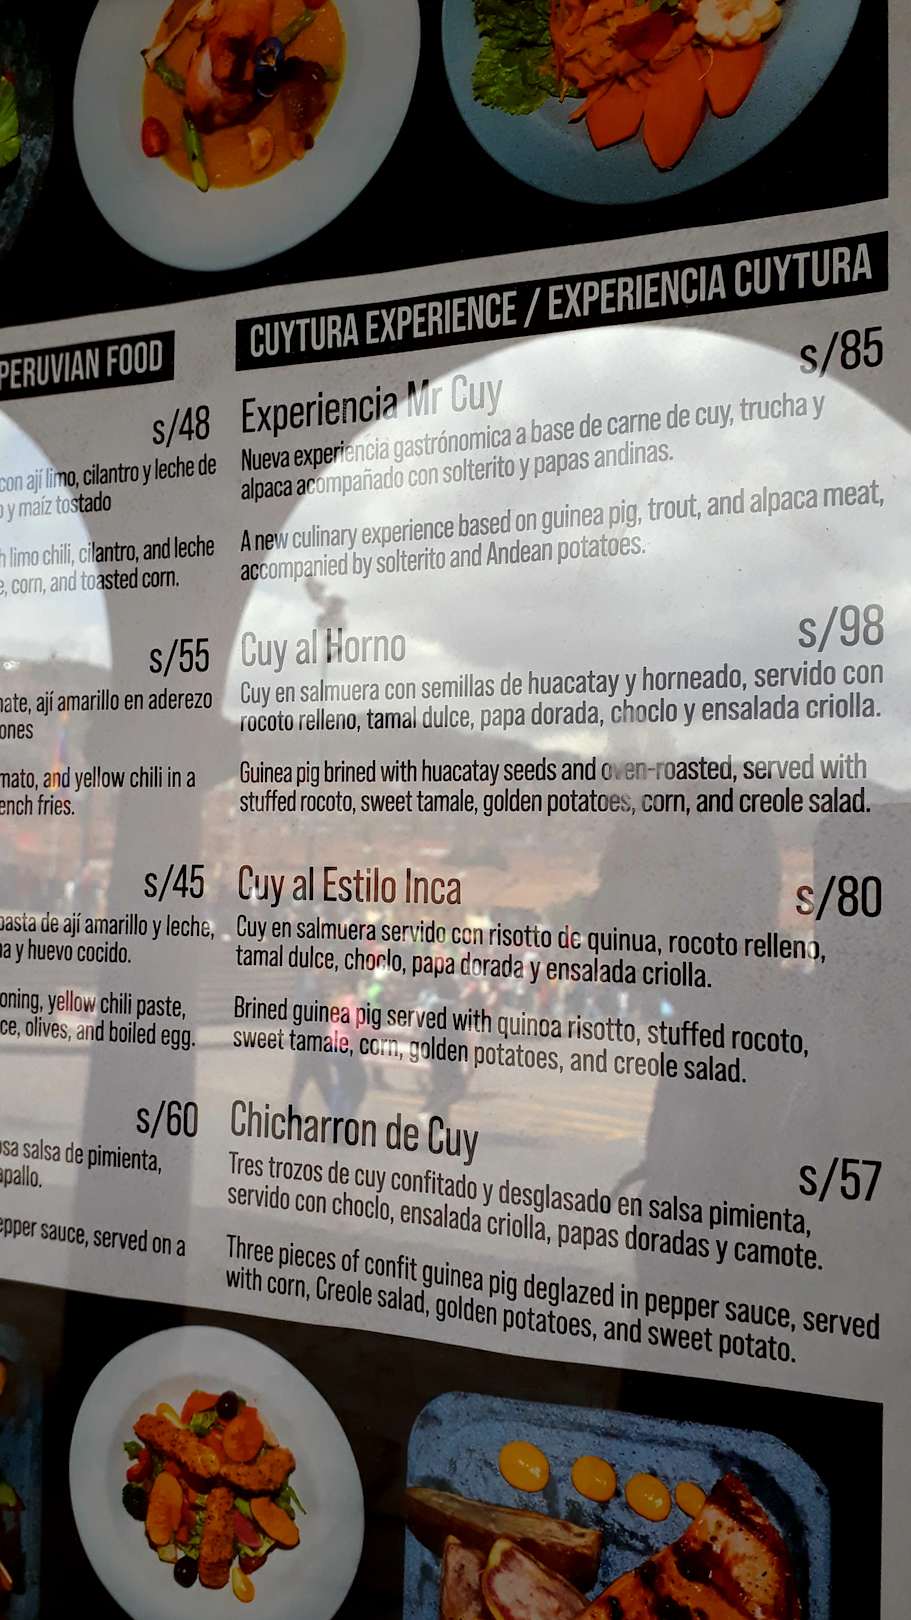 PERUVIAN FOOD
s/48
con ají limo, cilantro y leche de
y maíz tostado
limo chili, cilantro, and leche
corn, and toasted corn.
s/55
ají amarillo en aderezo
and yellow chili in a
fries.
s/45
pasta de ají amarillo y leche,
y huevo cocido.
yellow chili paste,
olives, and boiled egg.
s/60
salsa de pimienta,
pepper sauce, served on a
CUYTURA EXPERIENCE / EXPERIENCIA CUYTURA
Experiencia Mr Cuy s/85
Nueva experiencia gastrónomica a base de carne de cuy, trucha y
alpaca acompañado con solterito y papas andinas.
A new culinary experience based on guinea pig, trout, and alpaca meat,
accompanied by solterito and Andean potatoes.
Cuy al Horno s/98
Cuy en salmuera con semillas de huacatay y horneado, servido con
rocoto relleno, tamal dulce, papa dorada, choclo y ensalada criolla.
Guinea pig brined with huacatay seeds and oven-roasted, served with
stuffed rocoto, sweet tamale, golden potatoes, corn, and creole salad.
Cuy al Estilo Inca s/80
Cuy en salmuera servido con risotto de quinua, rocoto relleno,
tamal dulce, choclo, papa dorada y ensalada criolla.
Brined guinea pig served with quinoa risotto, stuffed rocoto,
sweet tamale, corn, golden potatoes, and creole salad.
Chicharron de Cuy s/57
Tres trozos de cuy confitado y desglasado en salsa pimienta,
servido con choclo, ensalada criolla, papas doradas y camote.
Three pieces of confit guinea pig deglazed in pepper sauce, served
with corn, Creole salad, golden potatoes, and sweet potato.